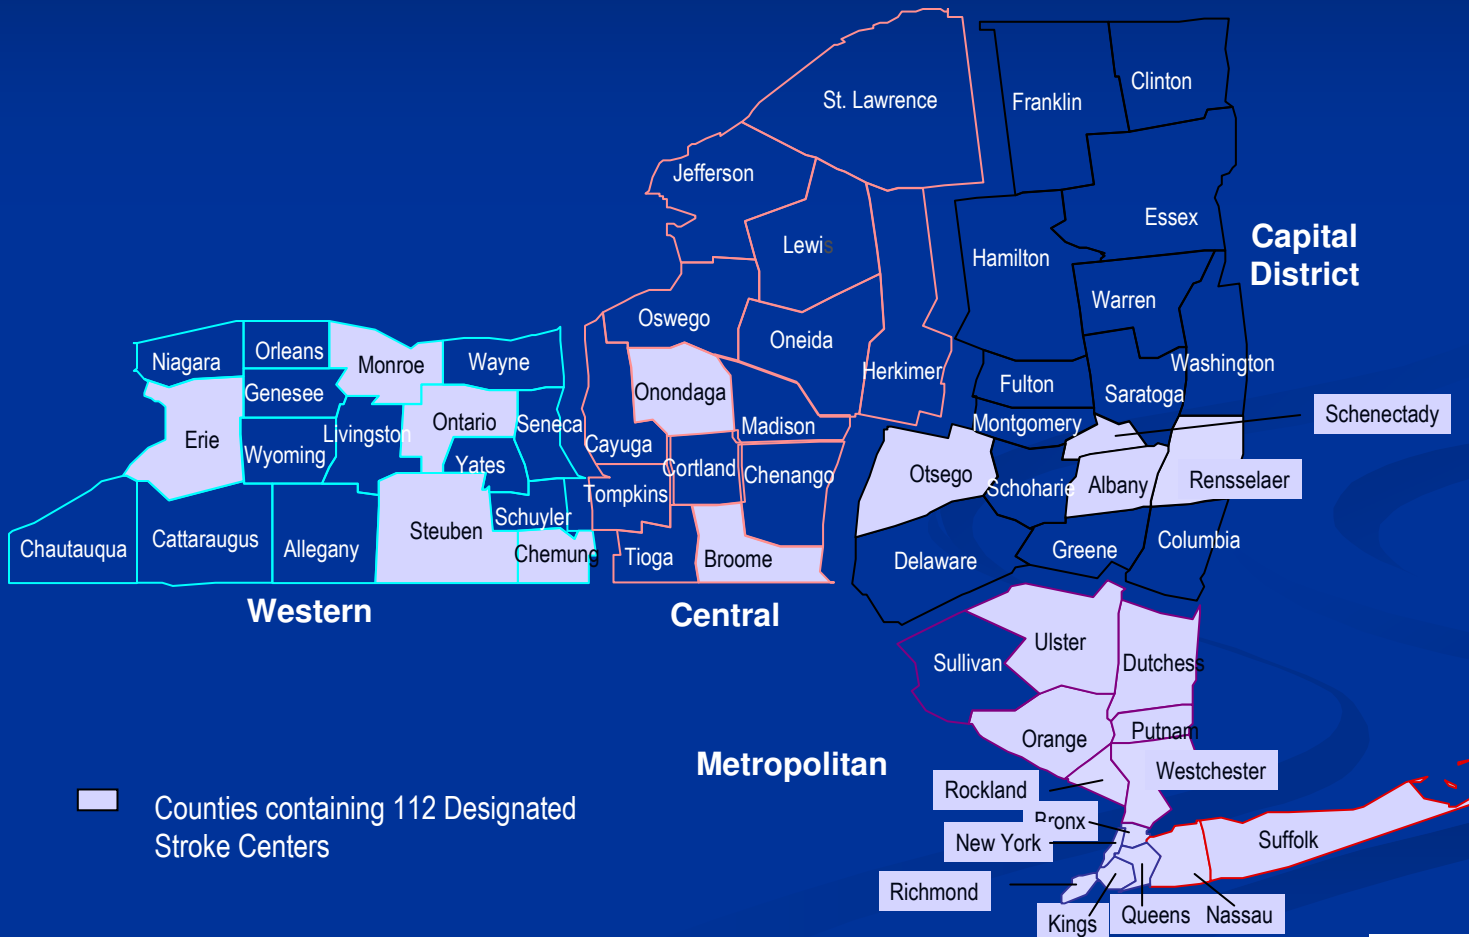 St. Lawrence
Franklin
Clinton
Jefferson
Essex
Lewis
Hamilton
Capital
District
Warren
Oswego
Oneida
Niagara
Orleans
Monroe
Wayne
Herkimer
Washington
Genesee
Onondaga
Fulton
Saratoga
Erie
Wyoming
Livingston
Ontario
Seneca
Cayuga
Madison
Montgomery
Schenectady
Yates
Cortland
Chenango
Otsego
Schoharie
Albany
Rensselaer
Tompkins
Chautauqua
Cattaraugus
Allegany
Steuben
Schuyler
Chemung
Tioga
Broome
Delaware
Greene
Columbia
Western
Central
Sullivan
Ulster
Dutchess
Orange
Putnam
Metropolitan
Westchester
Rockland
Bronx
New York
Suffolk
Richmond
Kings
Queens
Nassau
Counties containing 112 Designated
Stroke Centers